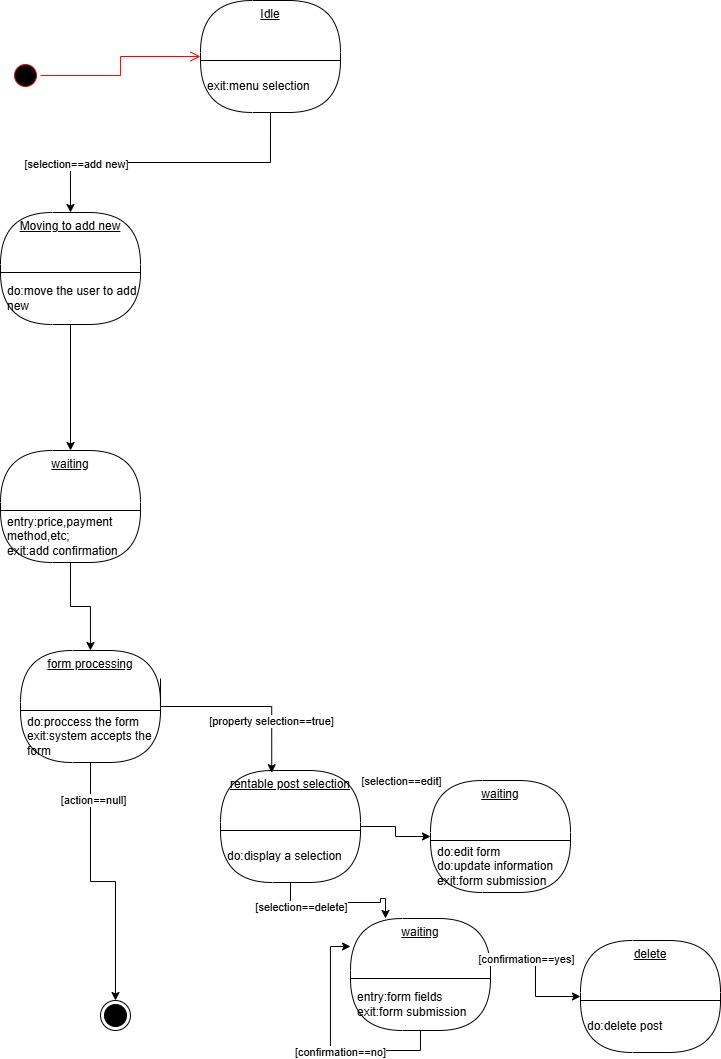 Idle
exit:menu selection
[selection==add new]
Moving to add new
do:move the user to add
new
waiting
entry:price,payment
method,etc;
exit:add confirmation
form processing
do:proccess the form
exit:system accepts the
form
[property selection==true]
[action==null]
rentable post selection
do:display a selection
[selection==edit]
waiting
do:edit form
do:update information
exit:form submission
[selection==delete]
waiting
entry:form fields
exit:form submission
[confirmation==yes]
delete
do:delete post
[confirmation==no]